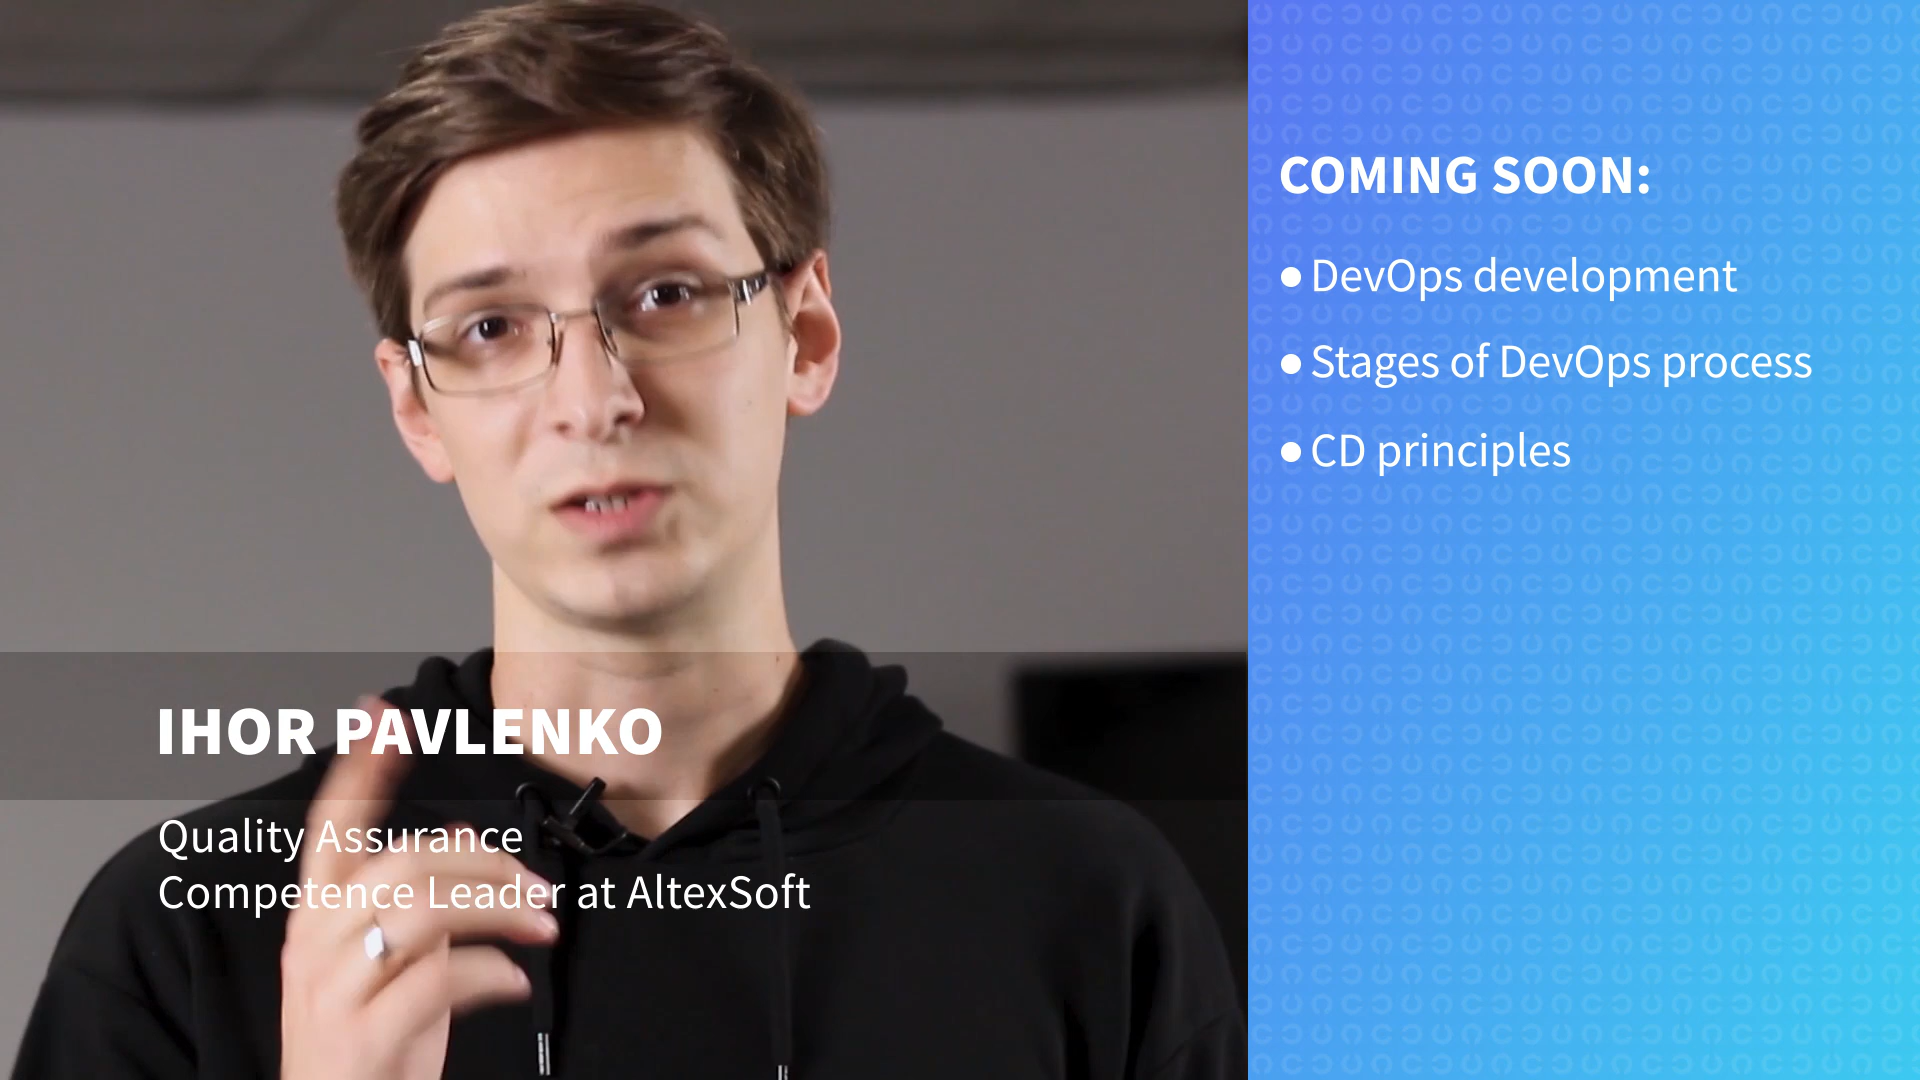 IHOR PAVLENKO
Quality Assurance
Competence Leader at AltexSoft
COMING SOON:
● DevOps development
● Stages of DevOps process
● CD principles